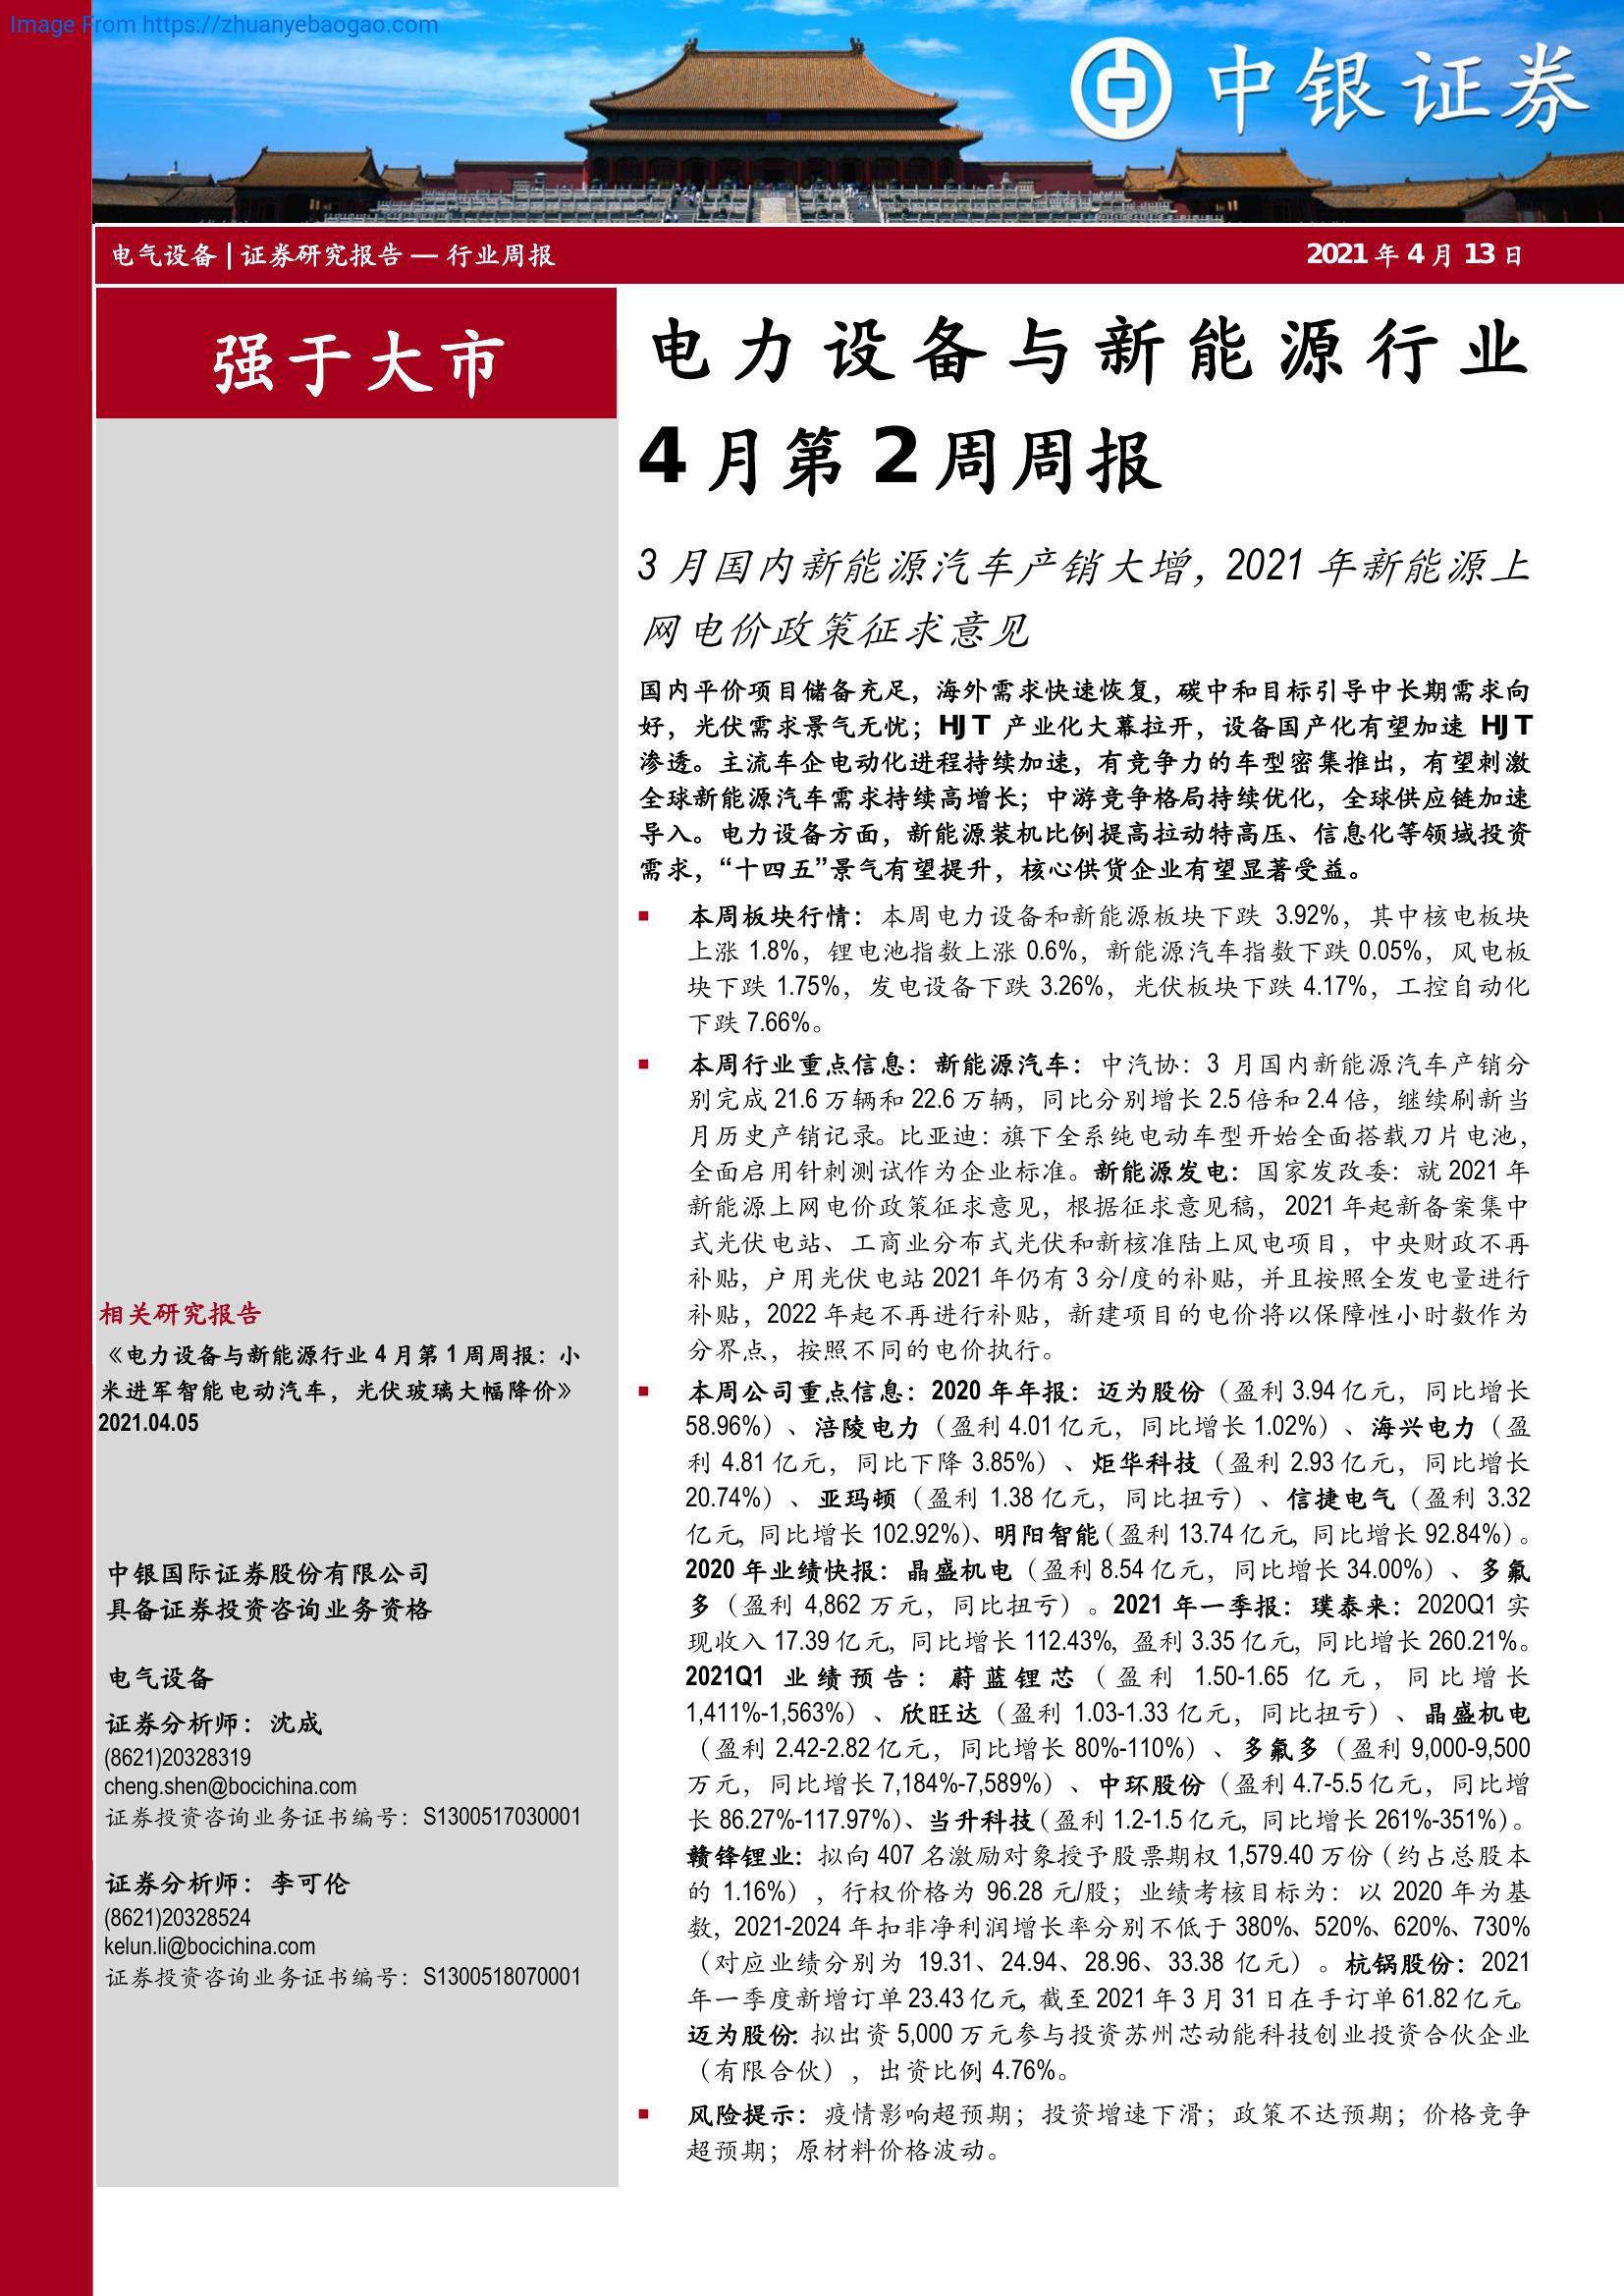 Image From https://zhuanyebaogao.com
中银证券
电气设备 | 证券研究报告 — 行业周报
2021 年 4 月 13 日
强于大市
电力设备与新能源行业
4 月第 2 周周报
3 月国内新能源汽车产销大增，2021 年新能源上
网电价政策征求意见
国内平价项目储备充足，海外需求快速恢复，碳中和目标引导中长期需求向
好，光伏需求景气无忧；HJT 产业化大幕拉开，设备国产化有望加速 HJT
渗透。主流车企电动化进程持续加速，有竞争力的车型密集推出，有望刺激
全球新能源汽车需求持续高增长；中游竞争格局持续优化，全球供应链加速
导入。电力设备方面，新能源装机比例提高拉动特高压、信息化等领域投资
需求，“十四五”景气有望提升，核心供货企业有望显著受益。
■ 本周板块行情：本周电力设备和新能源板块下跌 3.92%，其中核电板块
上涨 1.8%，锂电池指数上涨 0.6%，新能源汽车指数下跌 0.05%，风电板
块下跌 1.75%，发电设备下跌 3.26%，光伏板块下跌 4.17%，工控自动化
下跌 7.66%。
■ 本周行业重点信息：新能源汽车：中汽协：3 月国内新能源汽车产销分
别完成 21.6 万辆和 22.6 万辆，同比分别增长 2.5 倍和 2.4 倍，继续刷新当
月历史产销记录。比亚迪：旗下全系纯电动车型开始全面搭载刀片电池，
全面启用针刺测试作为企业标准。新能源发电：国家发改委：就 2021 年
新能源上网电价政策征求意见，根据征求意见稿，2021 年起新备案集中
式光伏电站、工商业分布式光伏和新核准陆上风电项目，中央财政不再
补贴，户用光伏电站 2021 年仍有 3 分/度的补贴，并且按照全发电量进行
补贴，2022 年起不再进行补贴，新建项目的电价将以保障性小时数作为
分界点，按照不同的电价执行。
■ 本周公司重点信息：2020 年年报：迈为股份（盈利 3.94 亿元，同比增长
58.96%）、涪陵电力（盈利 4.01 亿元，同比增长 1.02%）、海兴电力（盈
利 4.81 亿元，同比下降 3.85%）、炬华科技（盈利 2.93 亿元，同比增长
20.74%）、亚玛顿（盈利 1.38 亿元，同比扭亏）、信捷电气（盈利 3.32
亿元，同比增长 102.92%）、明阳智能（盈利 13.74 亿元，同比增长 92.84%）。
2020 年业绩快报：晶盛机电（盈利 8.54 亿元，同比增长 34.00%）、多氟
多（盈利 4,862 万元，同比扭亏）。2021 年一季报：璞泰来：2020Q1 实
现收入 17.39 亿元，同比增长 112.43%，盈利 3.35 亿元，同比增长 260.21%。
2021Q1 业绩预告：蔚蓝锂芯（盈利 1.50-1.65 亿元，同比增长
1,411%-1,563%）、欣旺达（盈利 1.03-1.33 亿元，同比扭亏）、晶盛机电
（盈利 2.42-2.82 亿元，同比增长 80%-110%）、多氟多（盈利 9,000-9,500
万元，同比增长 7,184%-7,589%）、中环股份（盈利 4.7-5.5 亿元，同比增
长 86.27%-117.97%）、当升科技（盈利 1.2-1.5 亿元，同比增长 261%-351%）。
赣锋锂业：拟向 407 名激励对象授予股票期权 1,579.40 万份（约占总股本
的 1.16%），行权价格为 96.28 元/股；业绩考核目标为：以 2020 年为基
数，2021-2024 年扣非净利润增长率分别不低于 380%、520%、620%、730%
（对应业绩分别为 19.31、24.94、28.96、33.38 亿元）。杭锅股份：2021
年一季度新增订单 23.43 亿元，截至 2021 年 3 月 31 日在手订单 61.82 亿元。
迈为股份：拟出资 5,000 万元参与投资苏州芯动能科技创业投资合伙企业
（有限合伙），出资比例 4.76%。
■ 风险提示：疫情影响超预期；投资增速下滑；政策不达预期；价格竞争
超预期；原材料价格波动。
相关研究报告
《电力设备与新能源行业 4 月第 1 周周报：小
米进军智能电动汽车，光伏玻璃大幅降价》
2021.04.05
中银国际证券股份有限公司
具备证券投资咨询业务资格
电气设备
证券分析师：沈成
(8621)20328319
cheng.shen@bocichina.com
证券投资咨询业务证书编号：S1300517030001
证券分析师：李可伦
(8621)20328524
kelun.li@bocichina.com
证券投资咨询业务证书编号：S1300518070001